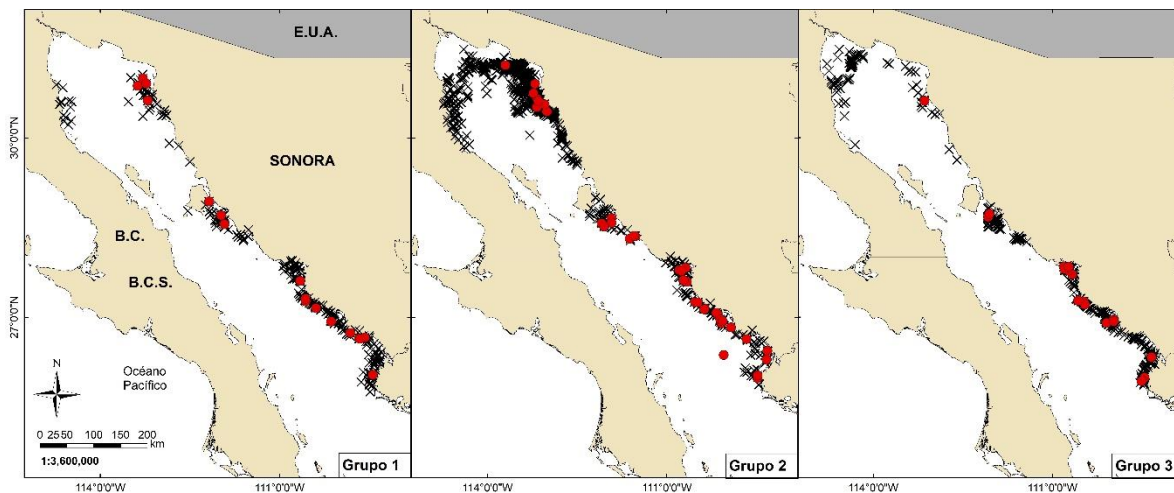 E.U.A.
SONORA
B.C.
B.C.S.
Océano
Pacífico
N
0 25 50 100 150 200
km
1:3,600,000
Grupo 1
Grupo 2
Grupo 3
30°0'0"N
27°0'0"N
114°0'0"W
111°0'0"W
114°0'0"W
111°0'0"W
114°0'0"W
111°0'0"W